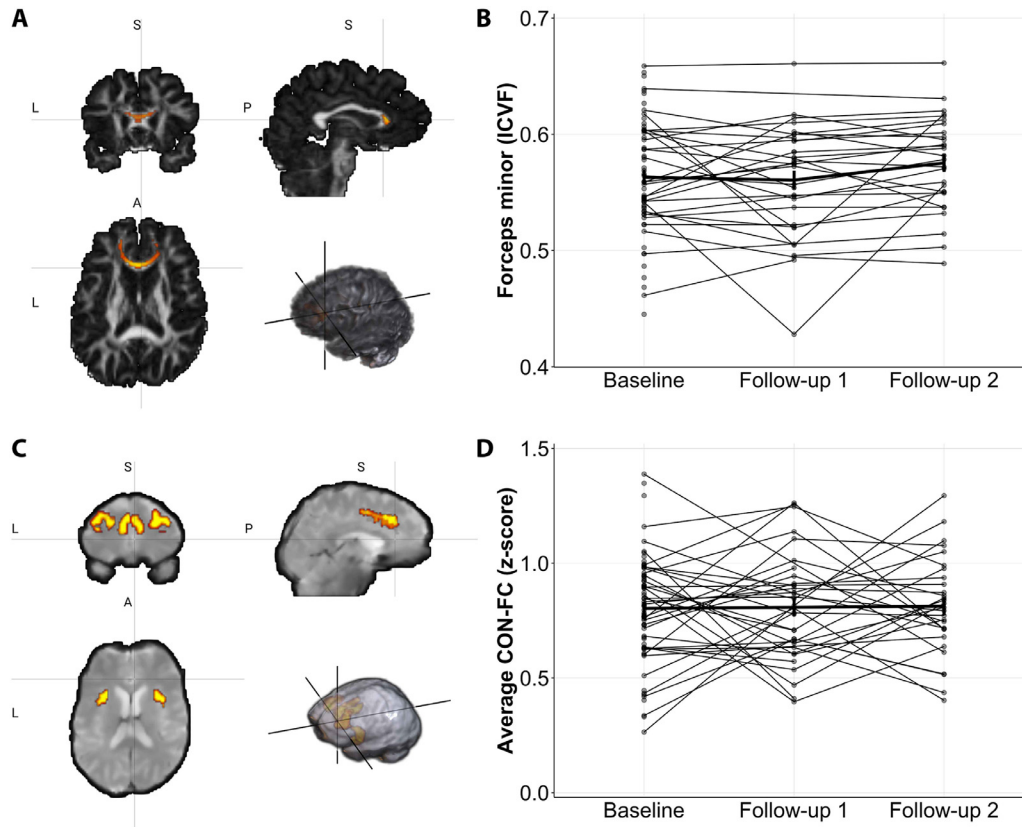 A
S
S
L
P
A
L
B
Forceps minor (ICVF)
0.7
0.6
0.5
0.4
Baseline Follow-up 1 Follow-up 2
C
S
S
L
P
A
L
D
Average CON-FC (z-score)
1.5
1.0
0.5
0.0
Baseline Follow-up 1 Follow-up 2